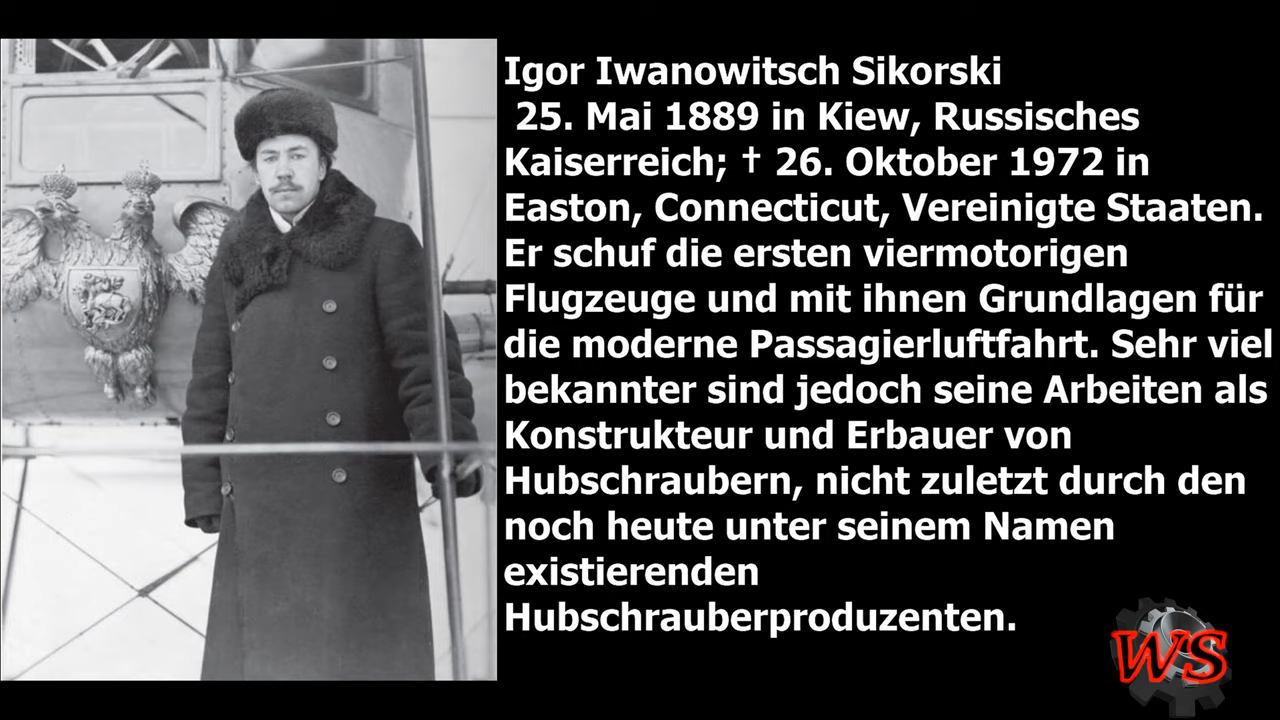 Igor Iwanowitsch Sikorski
25. Mai 1889 in Kiew, Russisches
Kaiserreich; † 26. Oktober 1972 in
Easton, Connecticut, Vereinigte Staaten.
Er schuf die ersten viermotorigen
Flugzeuge und mit ihnen Grundlagen für
die moderne Passagierluftfahrt. Sehr viel
bekannter sind jedoch seine Arbeiten als
Konstrukteur und Erbauer von
Hubschraubern, nicht zuletzt durch den
noch heute unter seinem Namen
existierenden
Hubschrauberproduzenten.
WS